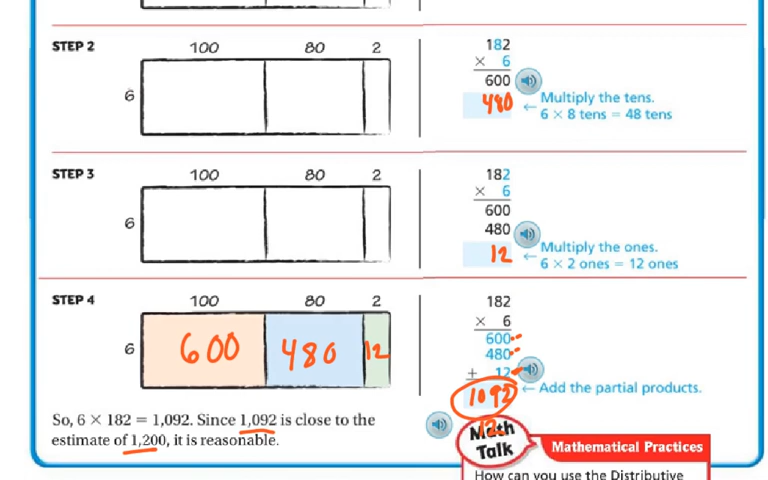 STEP 2
100 80 2
6
182
× 6
600
480
← Multiply the tens.
6 × 8 tens = 48 tens
STEP 3
100 80 2
6
182
× 6
600
480
12
← Multiply the ones.
6 × 2 ones = 12 ones
STEP 4
100 80 2
6
600 480 12
182
× 6
600
480
+ 12
1092
← Add the partial products.
So, 6 × 182 = 1,092. Since 1,092 is close to the
estimate of 1,200, it is reasonable.
12
Math
Talk
Mathematical Practices
How can you use the Distributive